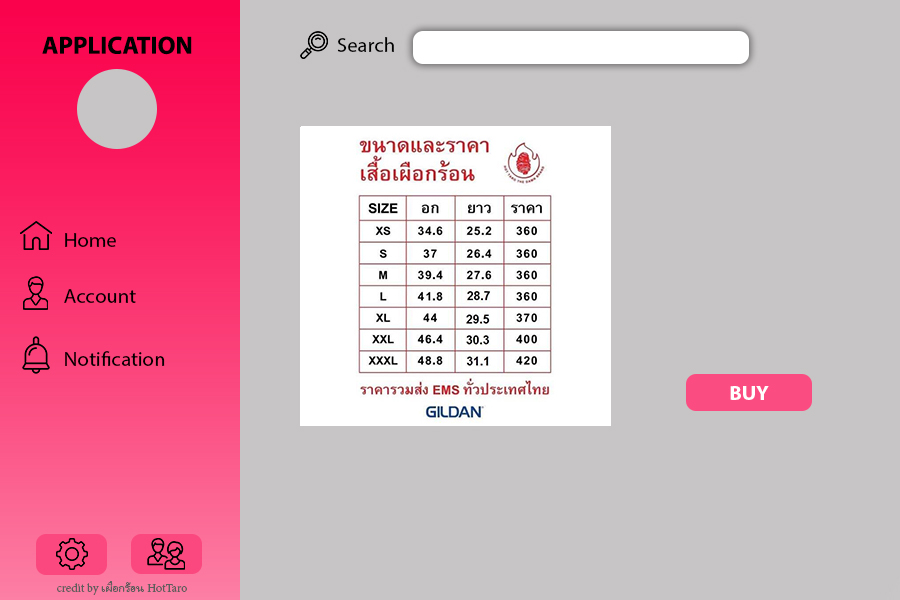 APPLICATION
Search
Home
Account
Notification
ขนาดและราคา
เสื้อเผือกร้อน
SIZE อก ยาว ราคา
XS 34.6 25.2 360
S 37 26.4 360
M 39.4 27.6 360
L 41.8 28.7 360
XL 44 29.5 370
XXL 46.4 30.3 400
XXXL 48.8 31.1 420
ราคารวมส่ง EMS ทั่วประเทศไทย
GILDAN
BUY
credit by เผือกร้อน HotTaro